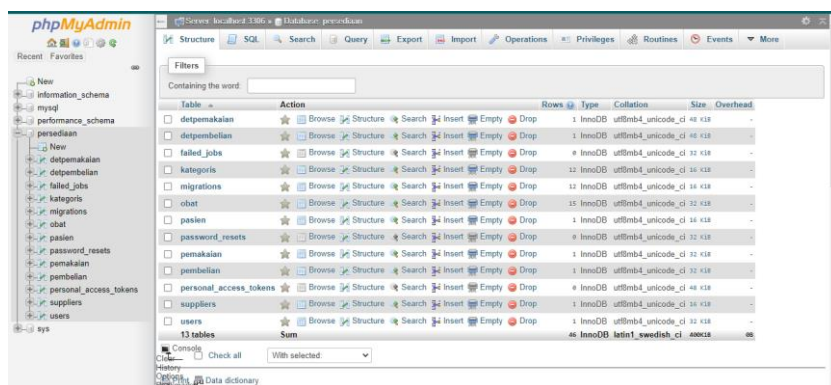 phpMyAdmin
Recent Favorites
New
information_schema
mysql
performance_schema
persediaan
New
detpemakaian
detpembelian
failed_jobs
kategoris
migrations
obat
pasien
password_resets
pemakaian
pembelian
personal_access_tokens
suppliers
users
sys
Server: localhost:3306 » Database: persediaan
Structure SQL Search Query Export Import Operations Privileges Routines Events More
Filters
Containing the word:
Table Action Rows Type Collation Size Overhead
detpemakaian Browse Structure Search Insert Empty Drop 1 InnoDB utf8mb4_unicode_ci 48 KiB -
detpembelian Browse Structure Search Insert Empty Drop 1 InnoDB utf8mb4_unicode_ci 48 KiB -
failed_jobs Browse Structure Search Insert Empty Drop 0 InnoDB utf8mb4_unicode_ci 32 KiB -
kategoris Browse Structure Search Insert Empty Drop 12 InnoDB utf8mb4_unicode_ci 16 KiB -
migrations Browse Structure Search Insert Empty Drop 12 InnoDB utf8mb4_unicode_ci 16 KiB -
obat Browse Structure Search Insert Empty Drop 15 InnoDB utf8mb4_unicode_ci 32 KiB -
pasien Browse Structure Search Insert Empty Drop 1 InnoDB utf8mb4_unicode_ci 16 KiB -
password_resets Browse Structure Search Insert Empty Drop 0 InnoDB utf8mb4_unicode_ci 32 KiB -
pemakaian Browse Structure Search Insert Empty Drop 1 InnoDB utf8mb4_unicode_ci 32 KiB -
pembelian Browse Structure Search Insert Empty Drop 1 InnoDB utf8mb4_unicode_ci 32 KiB -
personal_access_tokens Browse Structure Search Insert Empty Drop 0 InnoDB utf8mb4_unicode_ci 48 KiB -
suppliers Browse Structure Search Insert Empty Drop 1 InnoDB utf8mb4_unicode_ci 16 KiB -
users Browse Structure Search Insert Empty Drop 1 InnoDB utf8mb4_unicode_ci 32 KiB -
13 tables Sum 46 InnoDB latin1_swedish_ci 400KiB 0B
Console
Check all With selected:
Clear
History
Options
Print Data dictionary